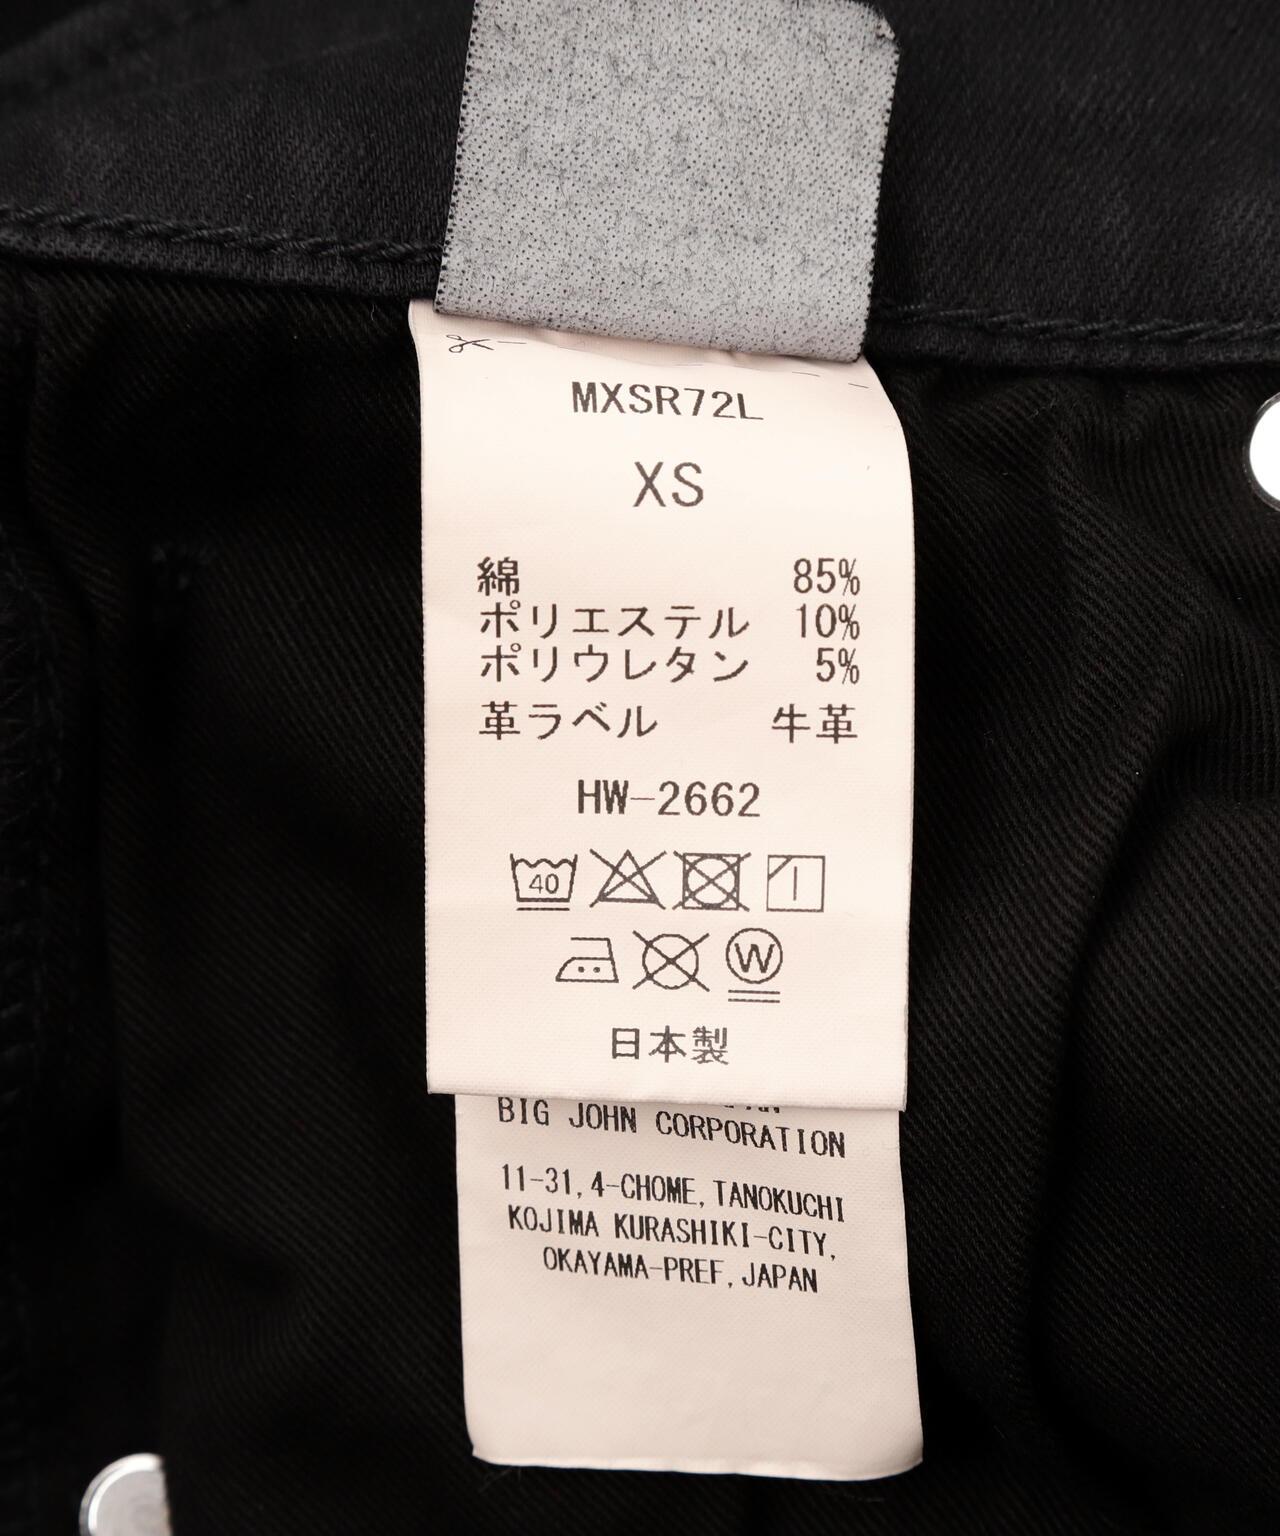 MXSR72L
XS
綿 85%
ポリエステル 10%
ポリウレタン 5%
革ラベル 牛革
HW-2662
40
W
日本製
BIG JOHN CORPORATION
11-31,4-CHOME,TANOKUCHI
KOJIMA KURASHIKI-CITY,
OKAYAMA-PREF,JAPAN